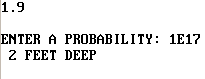 1.9
ENTER A PROBABILITY: 1E17
2 FEET DEEP